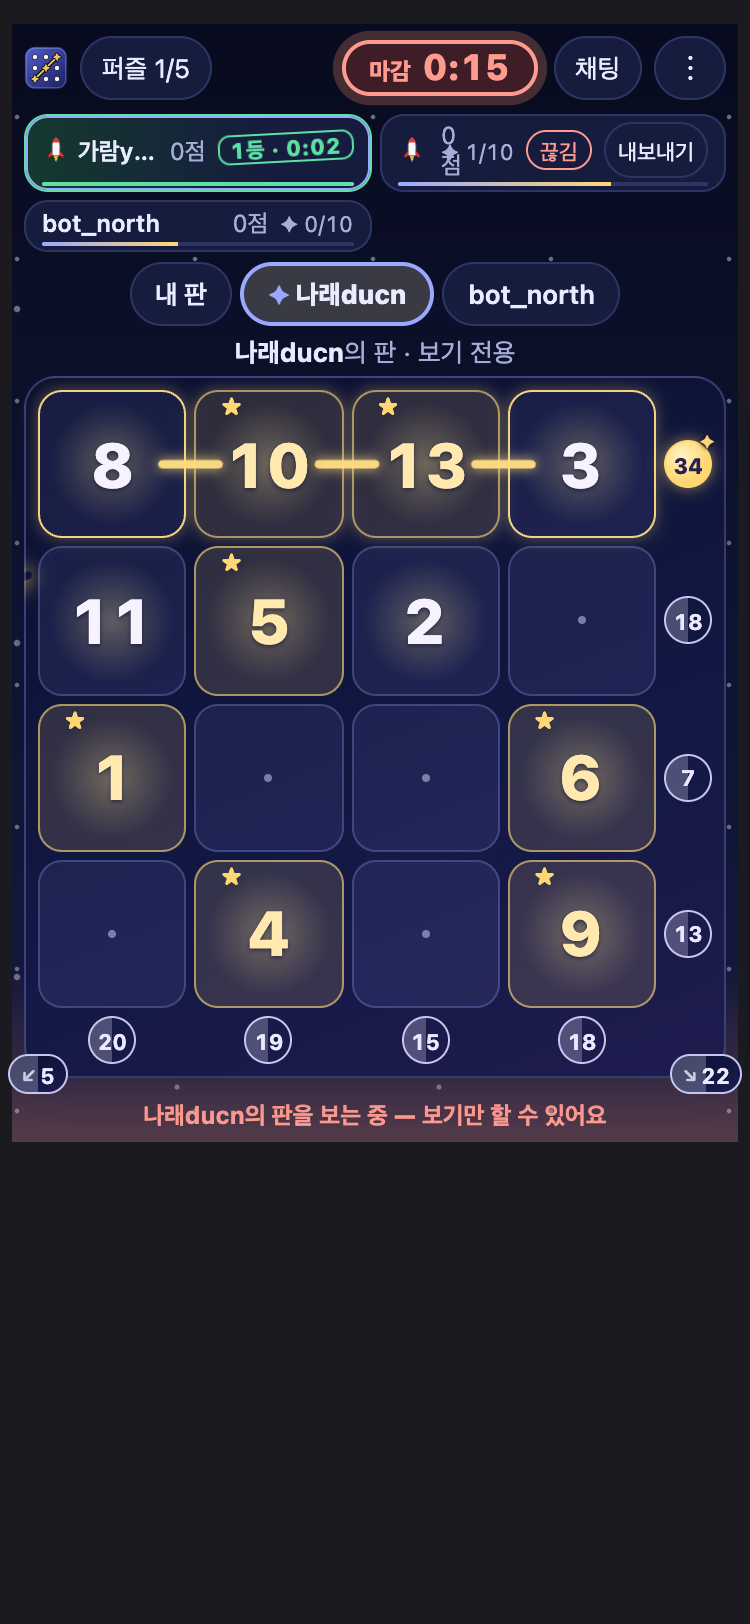 퍼즐 1/5 마감 0:15 채팅
가람y... 0점 1등 · 0:02
0점 1/10 끊김 내보내기
bot_north 0점 0/10
내 판 나래ducn bot_north
나래ducn의 판 · 보기 전용
8 10 13 3 34
11 5 2 18
1 6 7
4 9 13
20 19 15 18
↙5 ↘22
나래ducn의 판을 보는 중 — 보기만 할 수 있어요